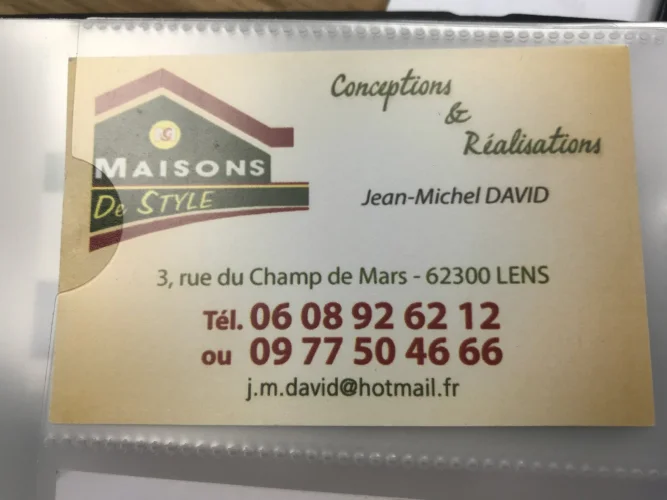 Conceptions
&
Réalisations
MAISONS
De STYLE
Jean-Michel DAVID
3, rue du Champ de Mars - 62300 LENS
Tél. 06 08 92 62 12
ou 09 77 50 46 66
j.m.david@hotmail.fr